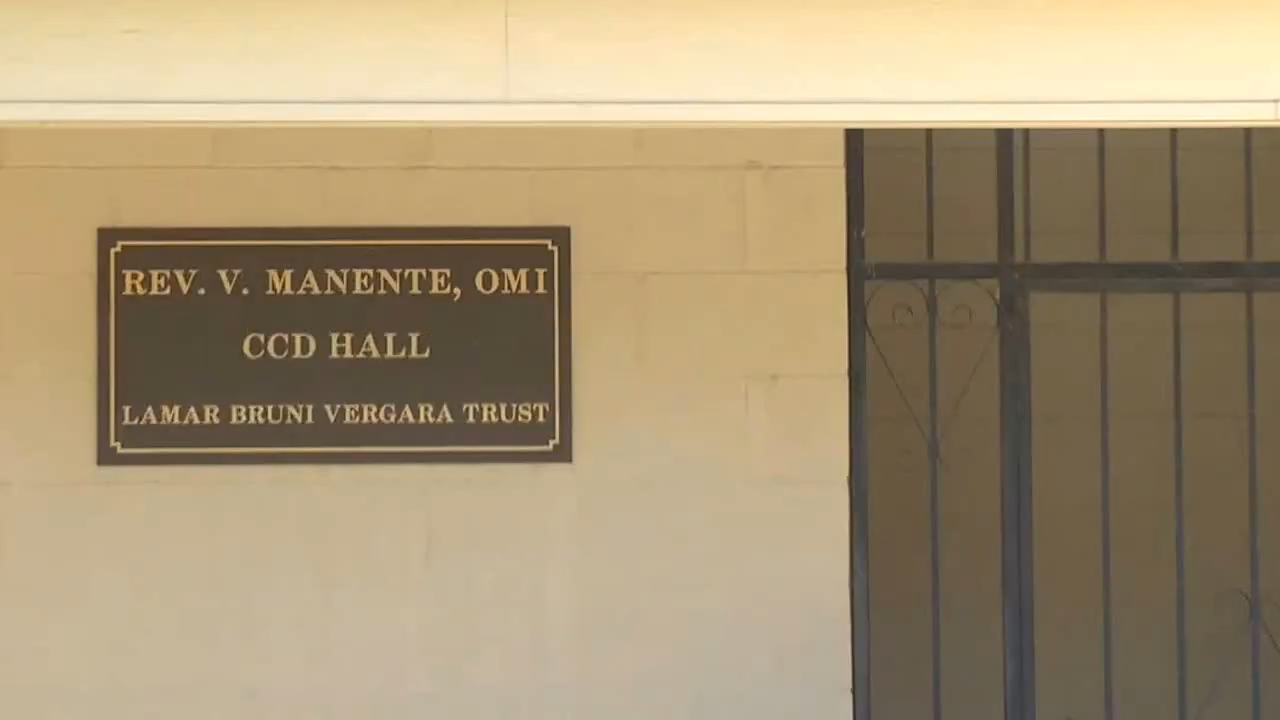 REV. V. MANENTE, OMI
CCD HALL
LAMAR BRUNI VERGARA TRUST